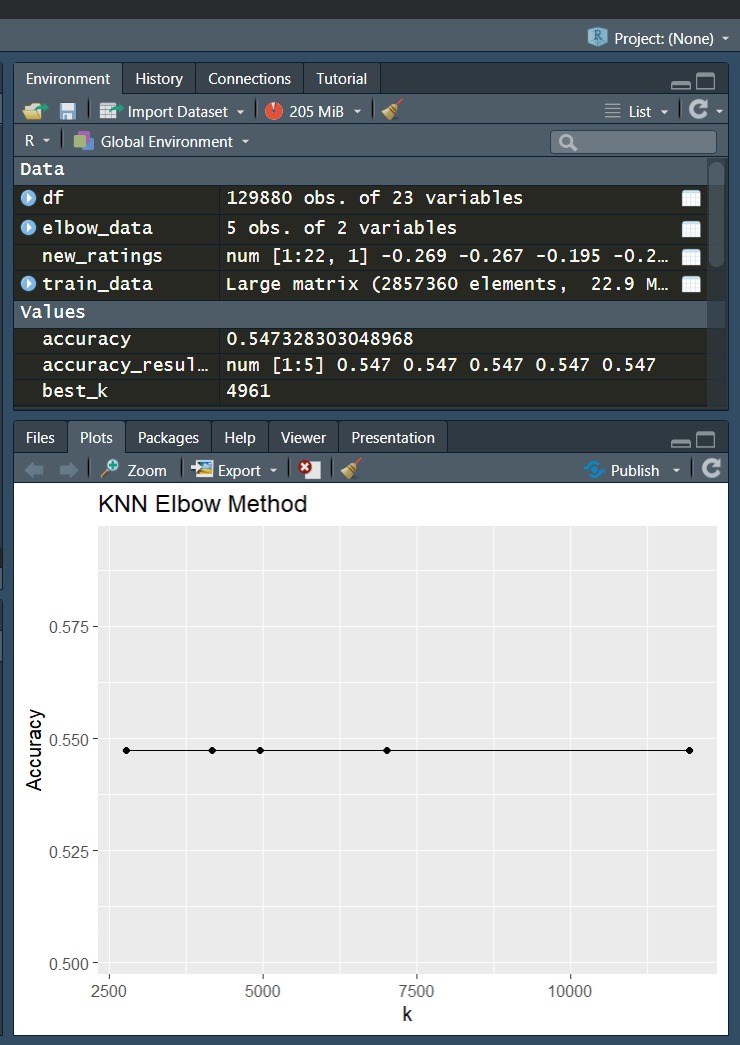 Project: (None)
Environment History Connections Tutorial
Import Dataset 205 MiB List
R Global Environment
Data
df 129880 obs. of 23 variables
elbow_data 5 obs. of 2 variables
new_ratings num [1:22, 1] -0.269 -0.267 -0.195 -0.2…
train_data Large matrix (2857360 elements, 22.9 M…
Values
accuracy 0.547328303048968
accuracy_resul… num [1:5] 0.547 0.547 0.547 0.547 0.547
best_k 4961
Files Plots Packages Help Viewer Presentation
Zoom Export Publish
KNN Elbow Method
0.575
0.550
0.525
0.500
Accuracy
2500 5000 7500 10000
k